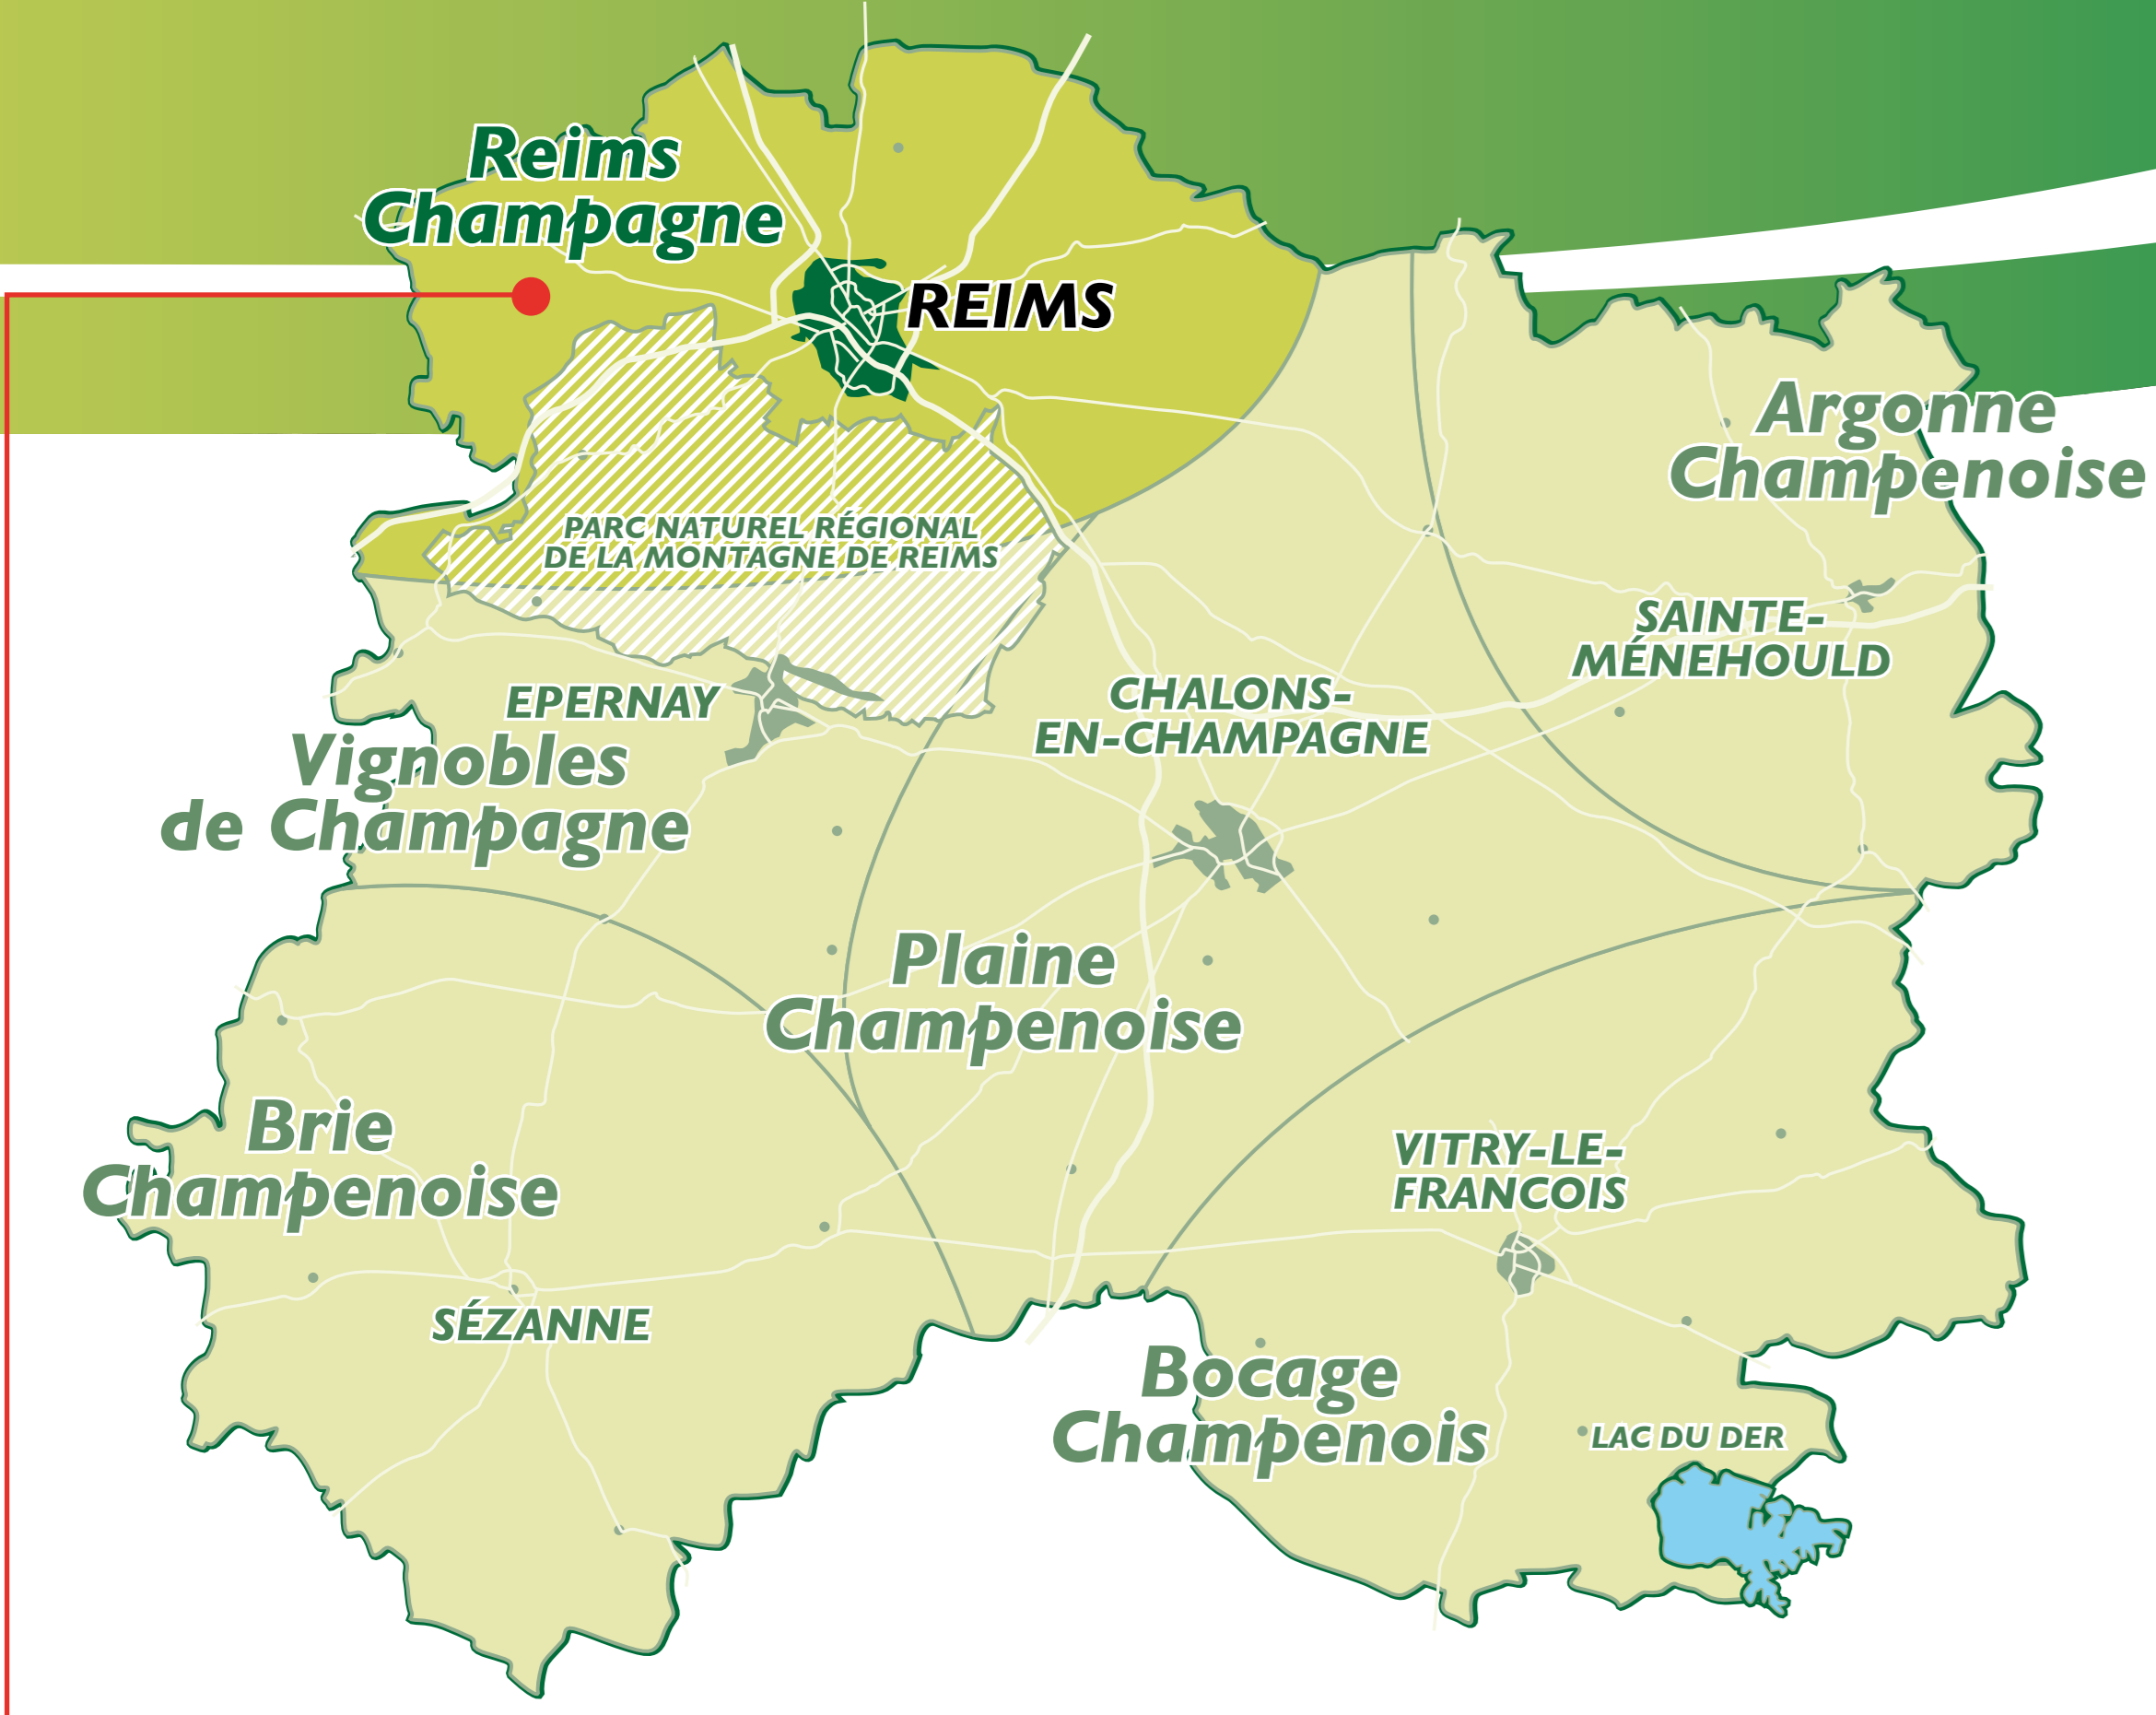 Reims
Champagne
REIMS
Argonne
Champenoise
PARC NATUREL RÉGIONAL
DE LA MONTAGNE DE REIMS
SAINTE-
MÉNEHOULD
EPERNAY
CHALONS-
EN-CHAMPAGNE
Vignobles
de Champagne
Plaine
Champenoise
Brie
Champenoise
VITRY-LE-
FRANCOIS
SÉZANNE
Bocage
Champenois
LAC DU DER